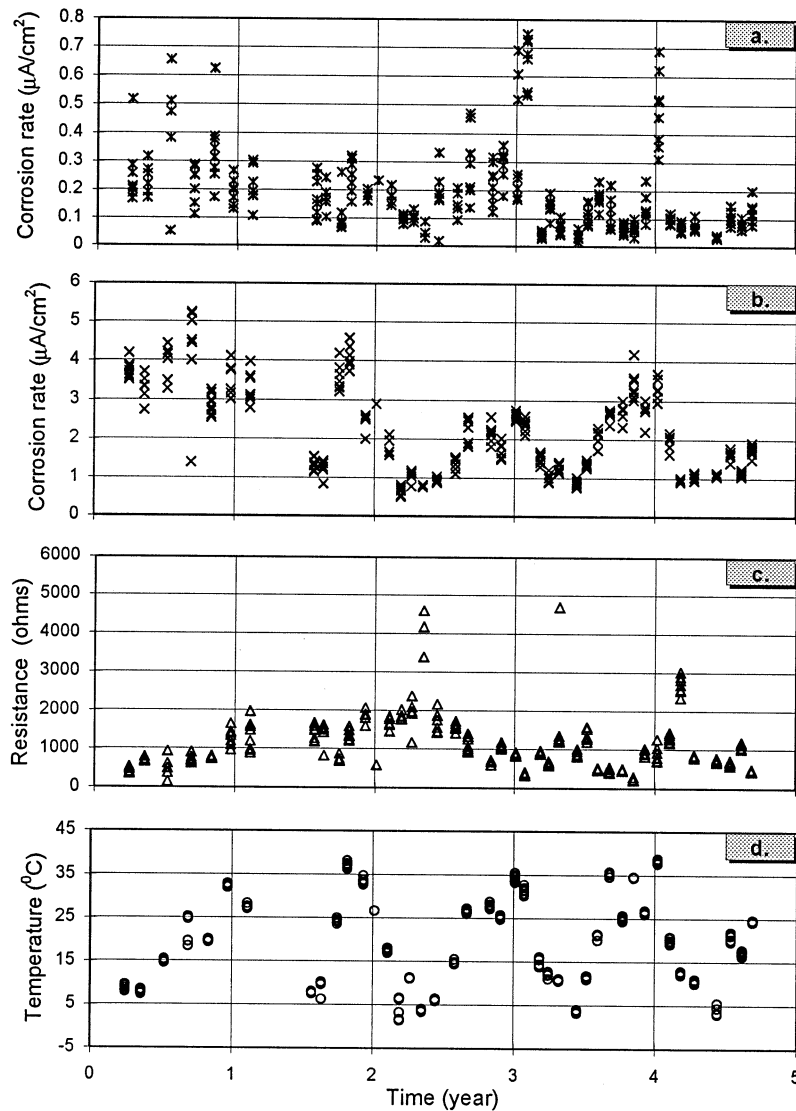 a.
Corrosion rate (μA/cm²)
0.8
0.7
0.6
0.5
0.4
0.3
0.2
0.1
0
b.
Corrosion rate (μA/cm²)
6
5
4
3
2
1
0
c.
Resistance (ohms)
6000
5000
4000
3000
2000
1000
0
d.
Temperature (⁰C)
45
35
25
15
5
-5
0 1 2 3 4 5
Time (year)